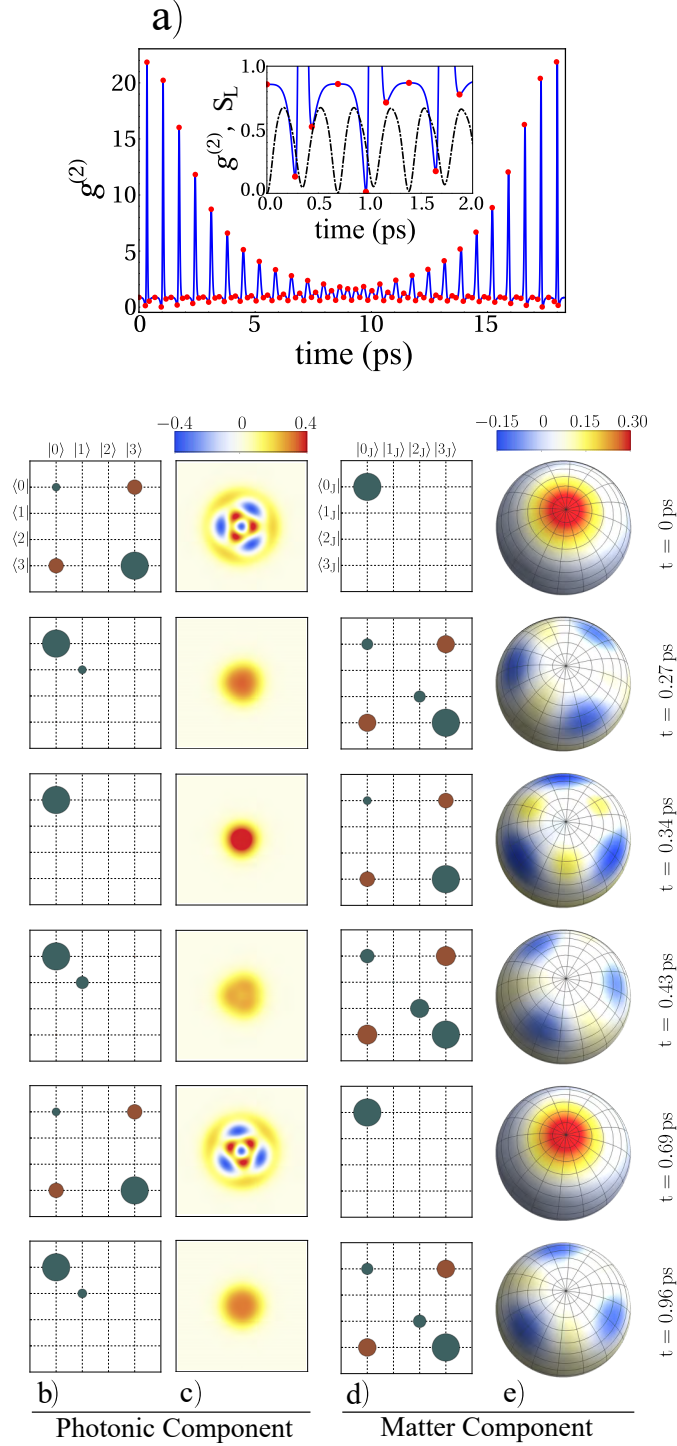 a)
20
15
10
5
0
g(2)
0
5
10
15
time (ps)
1.0
0.5
0.0
g(2) , SL
0.0
0.5
1.0
1.5
2.0
time (ps)
−0.4 0 0.4
−0.15 0 0.30
|0⟩ |1⟩ |2⟩ |3⟩
|0J⟩ |1J⟩ |2J⟩ |3J⟩
⟨0|
⟨1|
⟨2|
⟨3|
⟨0J|
⟨1J|
⟨2J|
⟨3J|
t = 0 ps
t = 0.27 ps
t = 0.34 ps
t = 0.43 ps
t = 0.69 ps
t = 0.96 ps
b) c) d) e)
Photonic Component
Matter Component